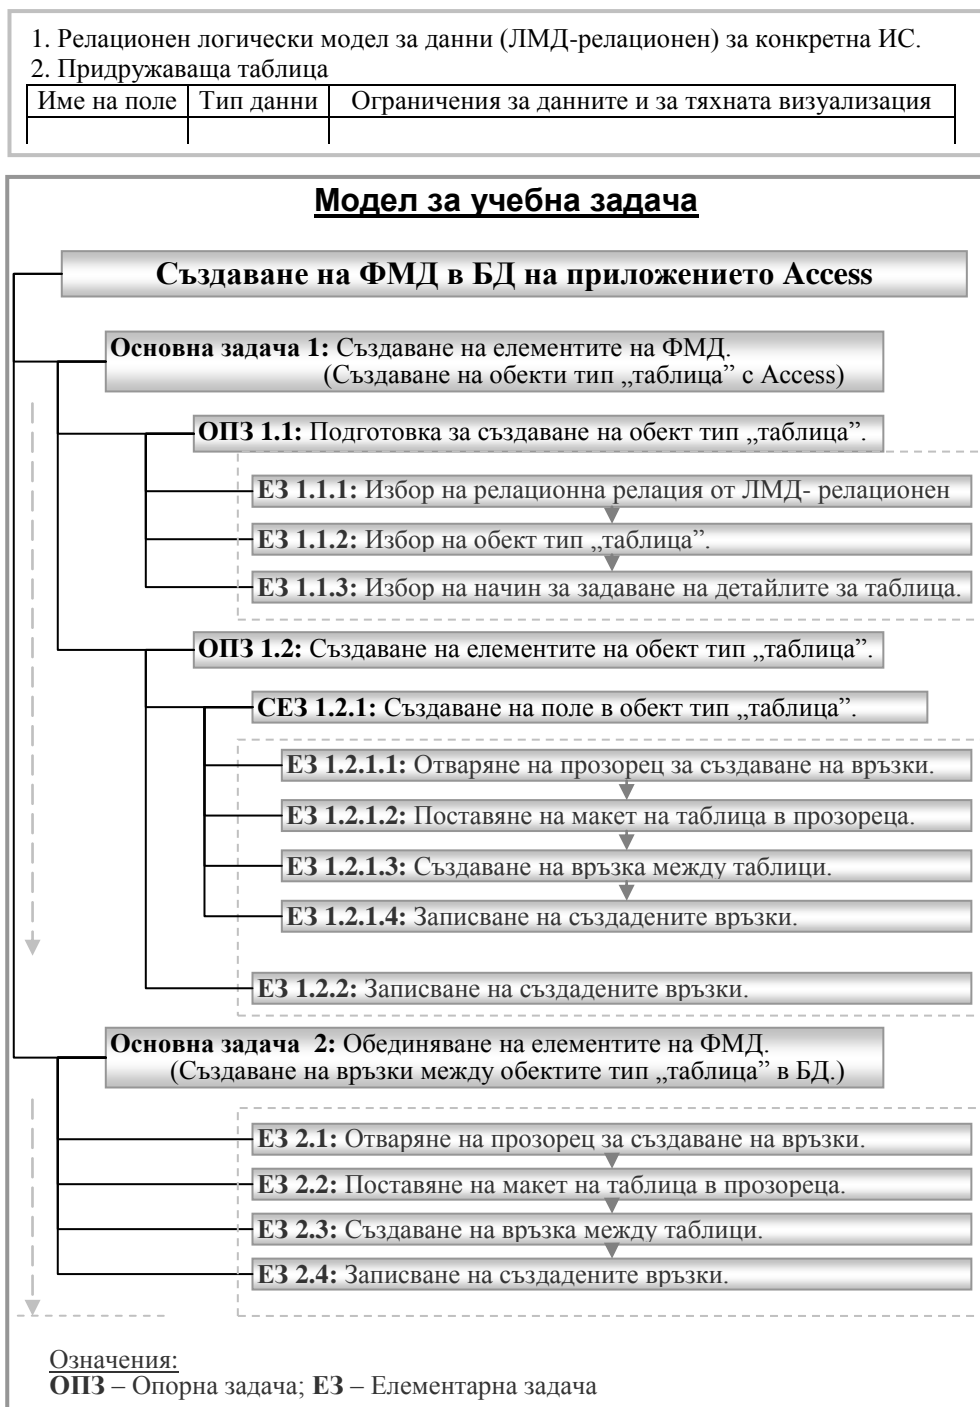 1. Релационен логически модел за данни (ЛМД-релационен) за конкретна ИС.
2. Придружаваща таблица
Име на поле Тип данни Ограничения за данните и за тяхната визуализация
Модел за учебна задача
Създаване на ФМД в БД на приложението Access
Основна задача 1: Създаване на елементите на ФМД.
(Създаване на обекти тип „таблица” с Access)
ОПЗ 1.1: Подготовка за създаване на обект тип „таблица”.
ЕЗ 1.1.1: Избор на релационна релация от ЛМД- релационен
ЕЗ 1.1.2: Избор на обект тип „таблица”.
ЕЗ 1.1.3: Избор на начин за задаване на детайлите за таблица.
ОПЗ 1.2: Създаване на елементите на обект тип „таблица”.
СЕЗ 1.2.1: Създаване на поле в обект тип „таблица”.
ЕЗ 1.2.1.1: Отваряне на прозорец за създаване на връзки.
ЕЗ 1.2.1.2: Поставяне на макет на таблица в прозореца.
ЕЗ 1.2.1.3: Създаване на връзка между таблици.
ЕЗ 1.2.1.4: Записване на създадените връзки.
ЕЗ 1.2.2: Записване на създадените връзки.
Основна задача 2: Обединяване на елементите на ФМД.
(Създаване на връзки между обектите тип „таблица” в БД.)
ЕЗ 2.1: Отваряне на прозорец за създаване на връзки.
ЕЗ 2.2: Поставяне на макет на таблица в прозореца.
ЕЗ 2.3: Създаване на връзка между таблици.
ЕЗ 2.4: Записване на създадените връзки.
Означения:
ОПЗ – Опорна задача; ЕЗ – Елементарна задача